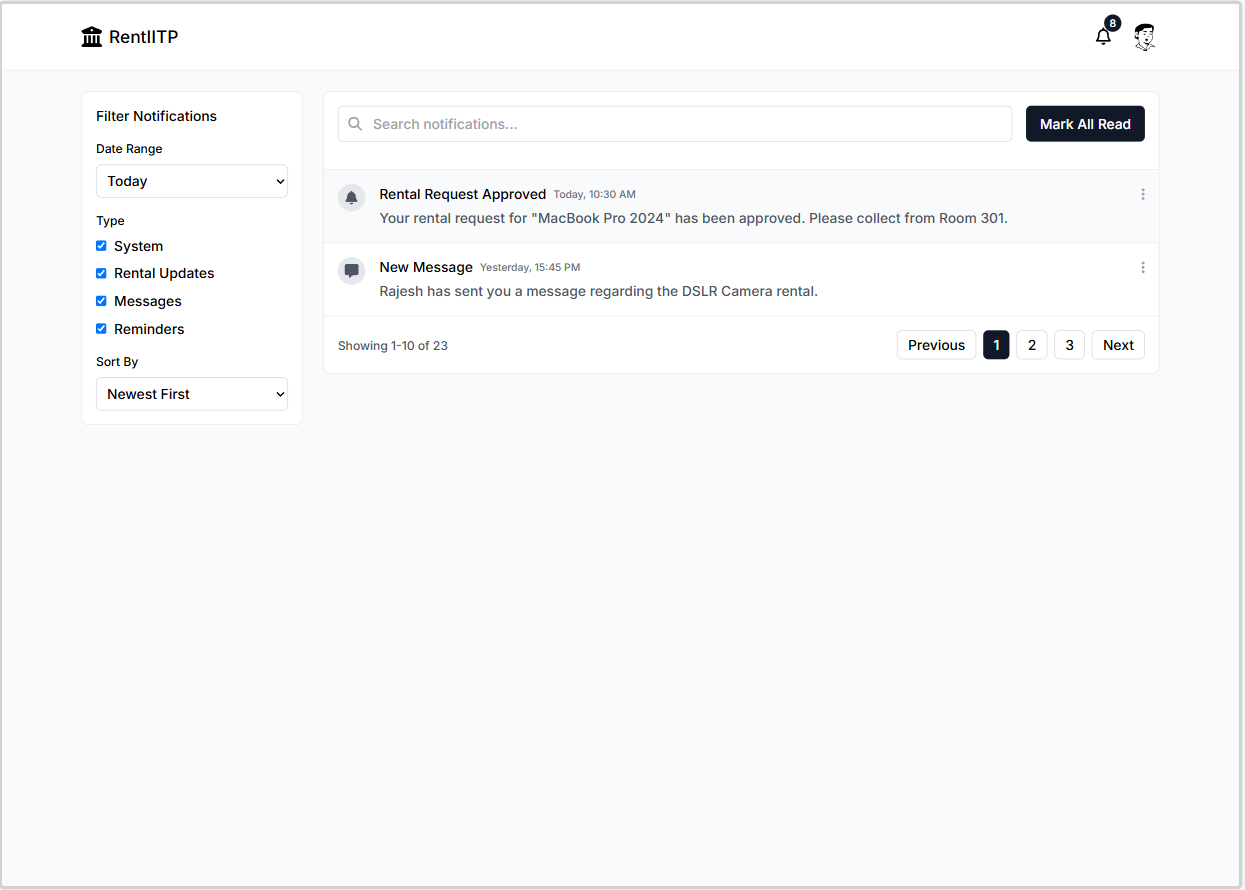 RentIITP
8
Filter Notifications
Date Range
Today
Type
System
Rental Updates
Messages
Reminders
Sort By
Newest First
Search notifications...
Mark All Read
Rental Request Approved Today, 10:30 AM
Your rental request for "MacBook Pro 2024" has been approved. Please collect from Room 301.
New Message Yesterday, 15:45 PM
Rajesh has sent you a message regarding the DSLR Camera rental.
Showing 1-10 of 23
Previous 1 2 3 Next